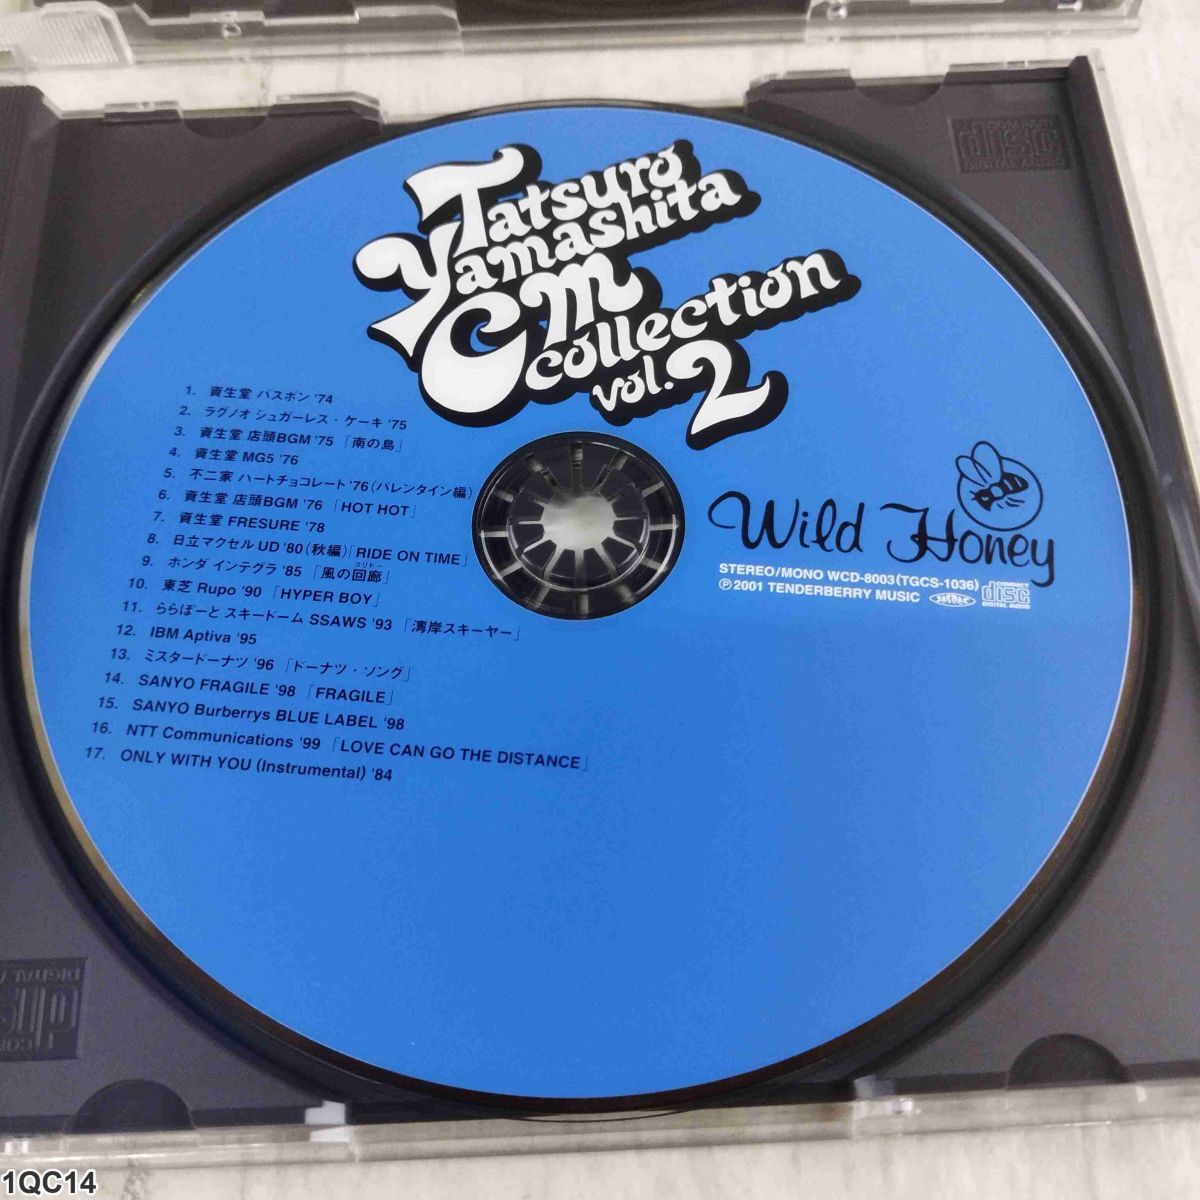 Tatsuro
Yamashita
CM
collection
vol. 2
1. 資生堂 バスボン '74
2. ラグノオ シュガーレス・ケーキ '75
3. 資生堂 店頭BGM '75 「南の島」
4. 資生堂 MG5 '76
5. 不二家 ハートチョコレート '76 (バレンタイン編)
6. 資生堂 店頭BGM '76 「HOT HOT」
7. 資生堂 FRESURE '78
8. 日立マクセル UD '80 (秋編)「RIDE ON TIME」
コリドー
9. ホンダ インテグラ '85 「風の回廊」
10. 東芝 Rupo '90 「HYPER BOY」
11. ららぽーと スキードーム SSAWS '93 「湾岸スキーヤー」
12. IBM Aptiva '95
13. ミスタードーナツ '96 「ドーナツ・ソング」
14. SANYO FRAGILE '98 「FRAGILE」
15. SANYO Burberrys BLUE LABEL '98
16. NTT Communications '99 「LOVE CAN GO THE DISTANCE」
17. ONLY WITH YOU (Instrumental) '84
Wild Honey
STEREO/MONO WCD-8003(TGCS-1036)
℗2001 TENDERBERRY MUSIC
COMPACT
disc
DIGITAL AUDIO
disc
1QC14